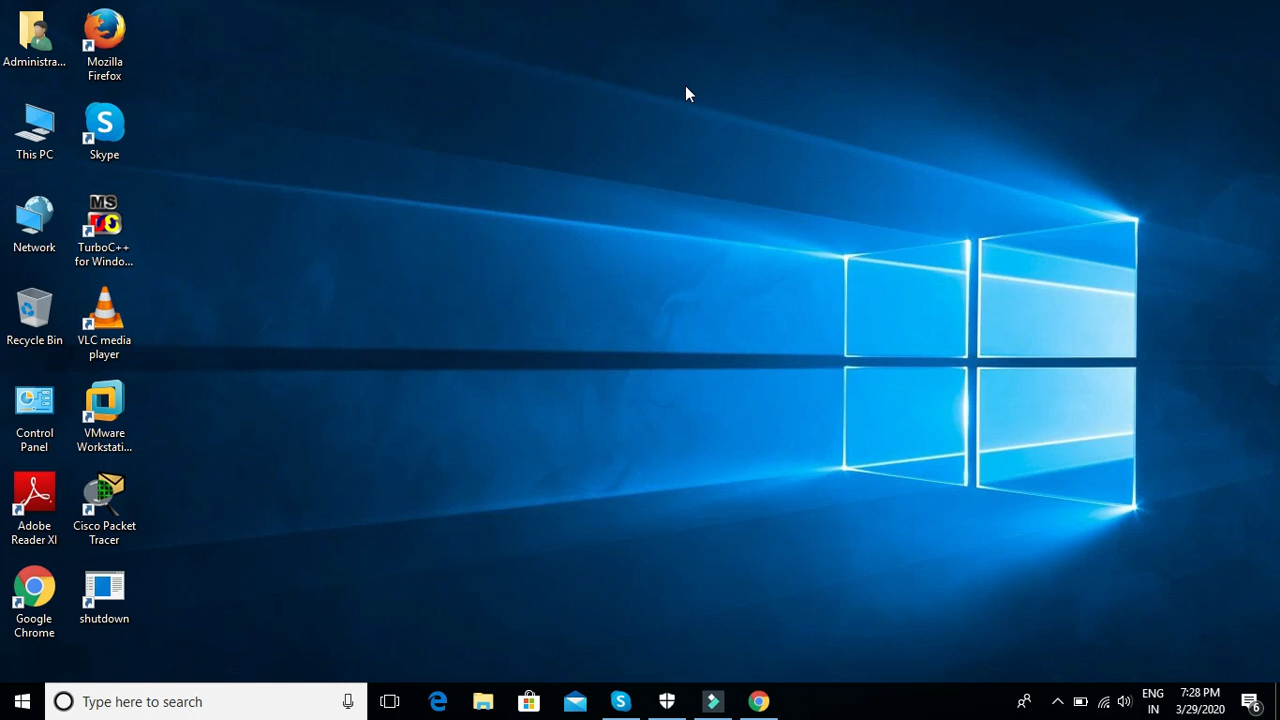 Administra...
Mozilla
Firefox
This PC
Skype
Network
MS
TurboC++
for Windo...
Recycle Bin
VLC media
player
Control
Panel
VMware
Workstati...
Adobe
Reader XI
Cisco Packet
Tracer
Google
Chrome
shutdown
Type here to search
ENG
IN
7:28 PM
3/29/2020
6